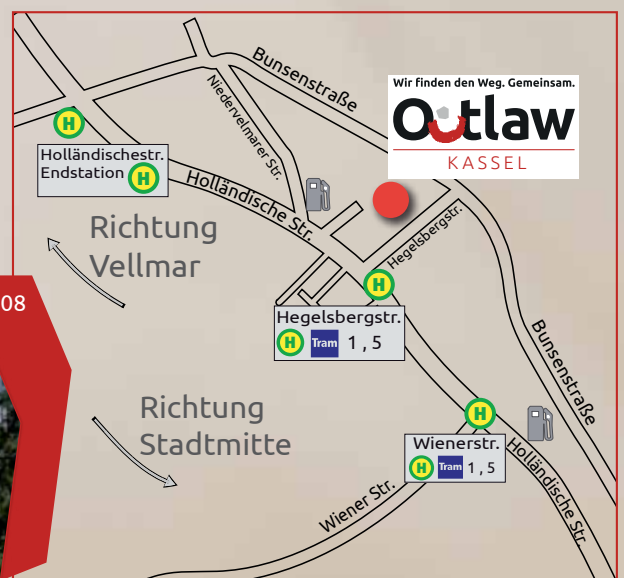 Wir finden den Weg. Gemeinsam.
Outlaw
KASSEL
Bunsenstraße
Niedervelmarer Str.
H
Holländischestr.
Endstation H
Holländische Str.
Hegelsbergstr.
Richtung
Vellmar
H
Hegelsbergstr.
H Tram 1 , 5
08
Bunsenstraße
Richtung
Stadtmitte
H
Wienerstr.
H Tram 1 , 5
Holländische Str.
Wiener Str.